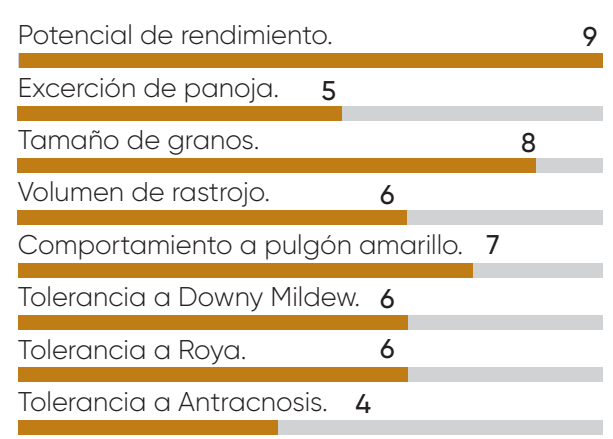 Potencial de rendimiento. 9
Excerción de panoja. 5
Tamaño de granos. 8
Volumen de rastrojo. 6
Comportamiento a pulgón amarillo. 7
Tolerancia a Downy Mildew. 6
Tolerancia a Roya. 6
Tolerancia a Antracnosis. 4